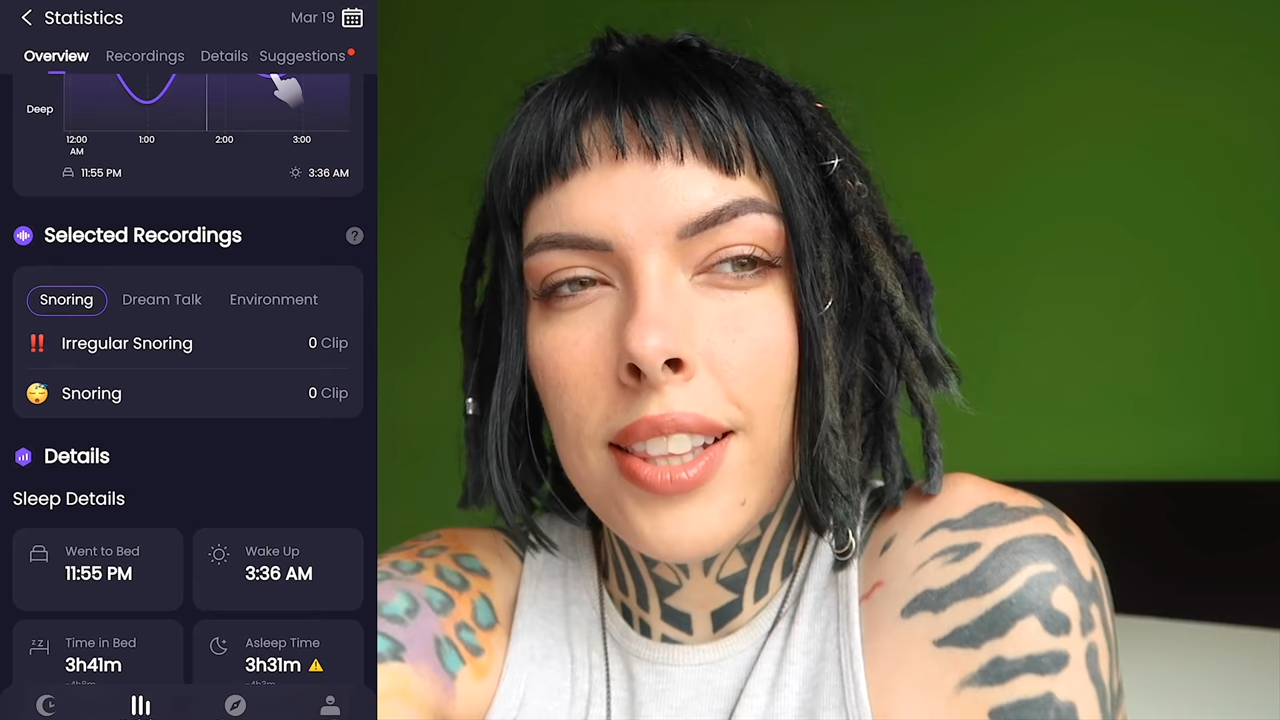 Statistics
Mar 19
Overview Recordings Details Suggestions
Deep
12:00 1:00 2:00 3:00
AM
11:55 PM 3:36 AM
Selected Recordings ?
Snoring Dream Talk Environment
Irregular Snoring 0 Clip
Snoring 0 Clip
Details
Sleep Details
Went to Bed Wake Up
11:55 PM 3:36 AM
Time in Bed Asleep Time
3h41m 3h31m